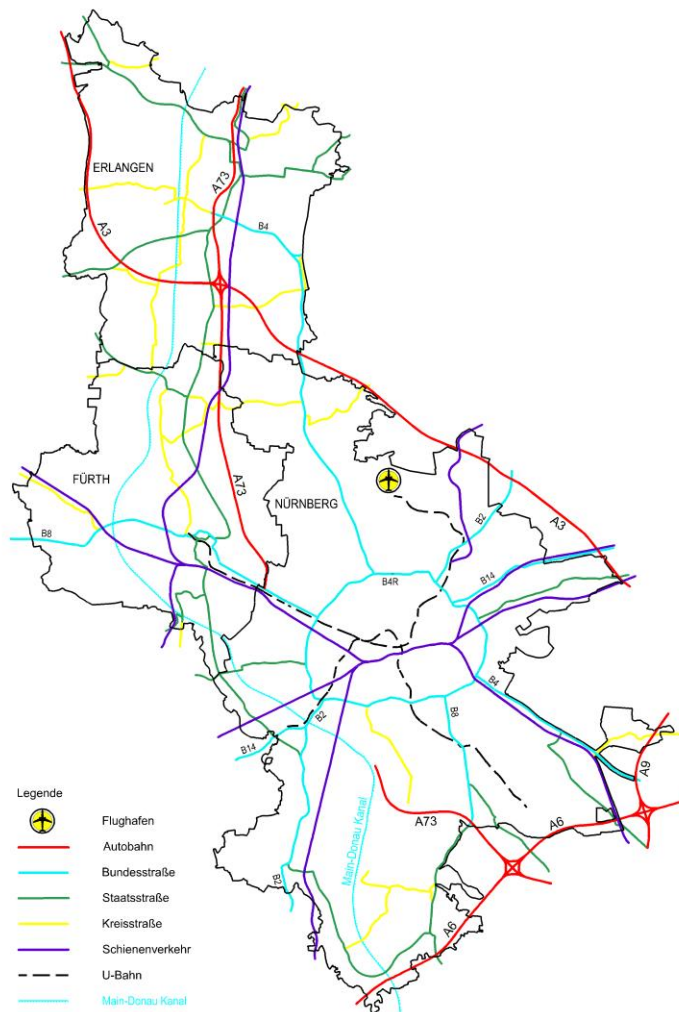 ERLANGEN
A73
A3
B4
FÜRTH
A73
NÜRNBERG
B8
B2
A3
B4R
B14
B4
B2
B8
B14
A9
A73
A6
Main-Donau Kanal
B2
A6
Legende
Flughafen
Autobahn
Bundesstraße
Staatsstraße
Kreisstraße
Schienenverkehr
U-Bahn
Main-Donau Kanal